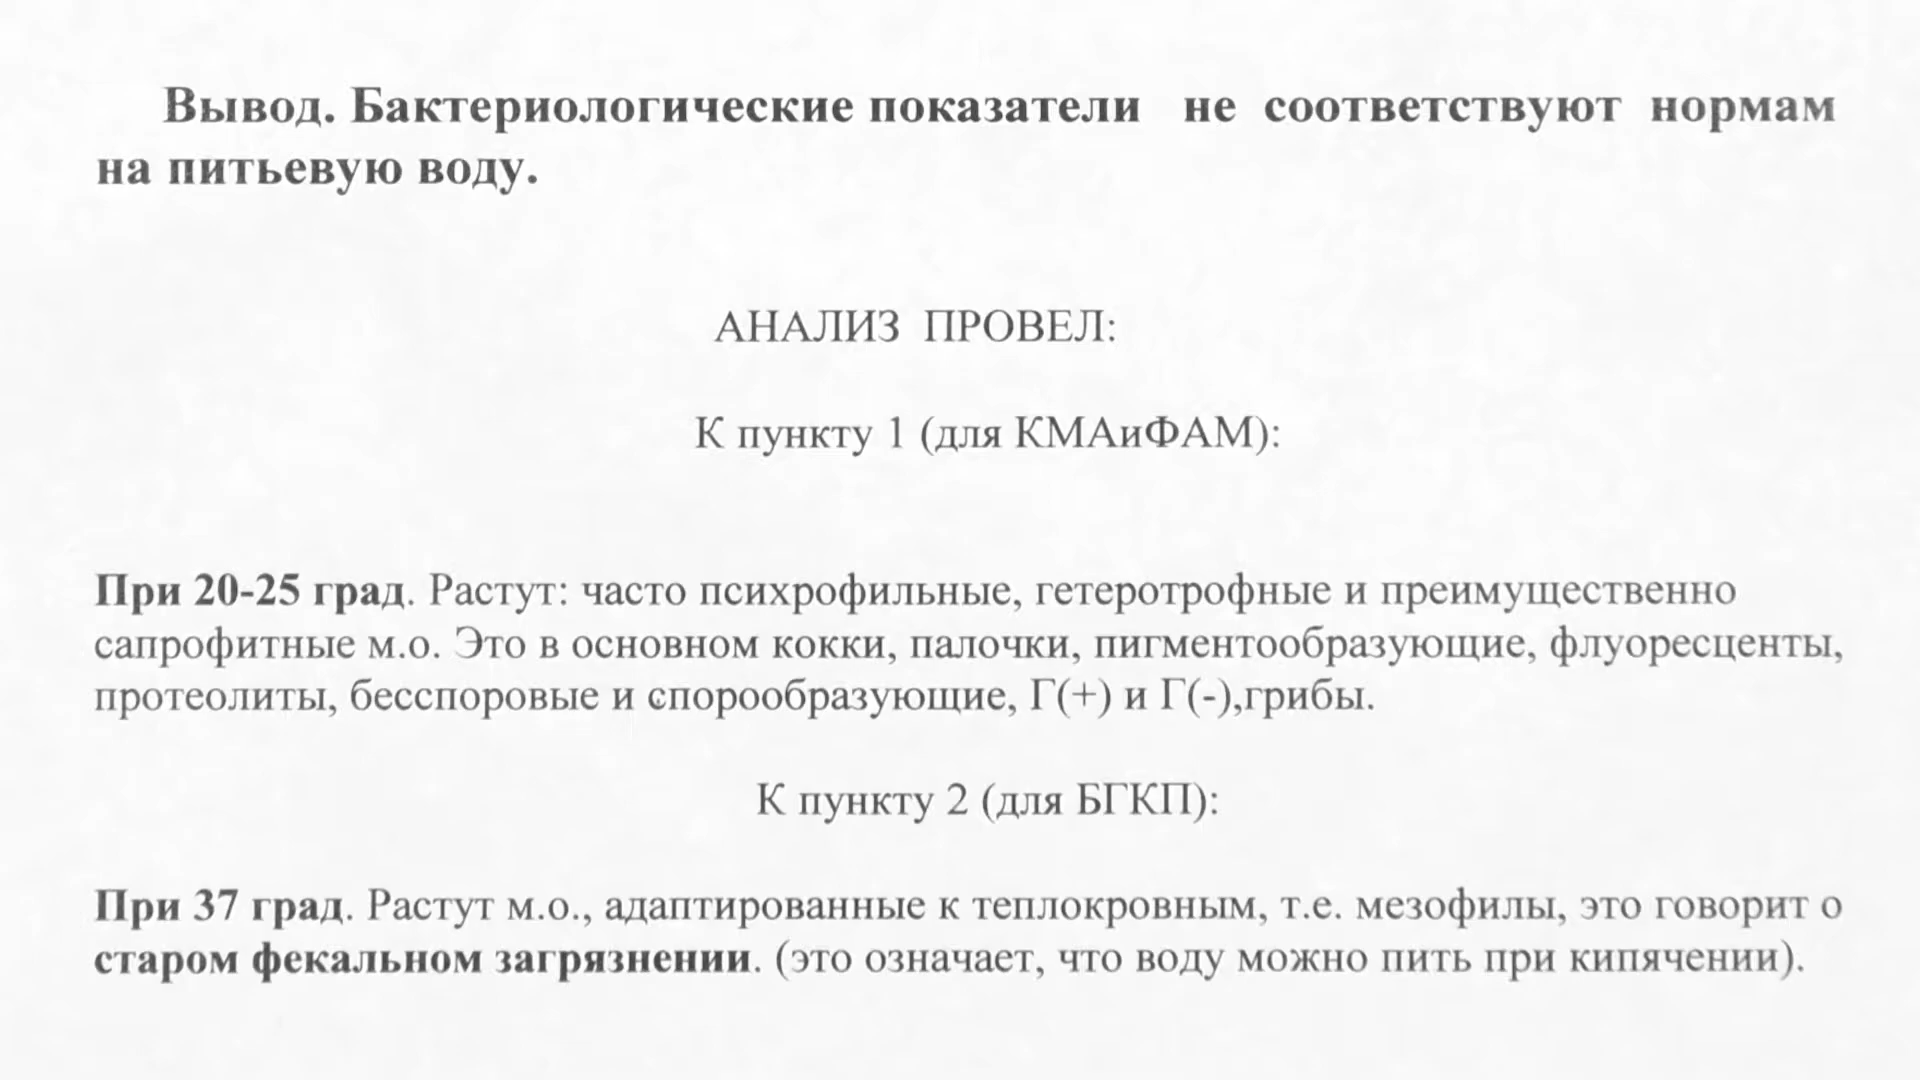 Вывод. Бактериологические показатели не соответствуют нормам
на питьевую воду.
АНАЛИЗ ПРОВЕЛ:
К пункту 1 (для КМАиФАМ):
При 20-25 град. Растут: часто психрофильные, гетеротрофные и преимущественно
сапрофитные м.о. Это в основном кокки, палочки, пигментообразующие, флуоресценты,
протеолиты, бесспоровые и спорообразующие, Г(+) и Г(-),грибы.
К пункту 2 (для БГКП):
При 37 град. Растут м.о., адаптированные к теплокровным, т.е. мезофилы, это говорит о
старом фекальном загрязнении. (это означает, что воду можно пить при кипячении).